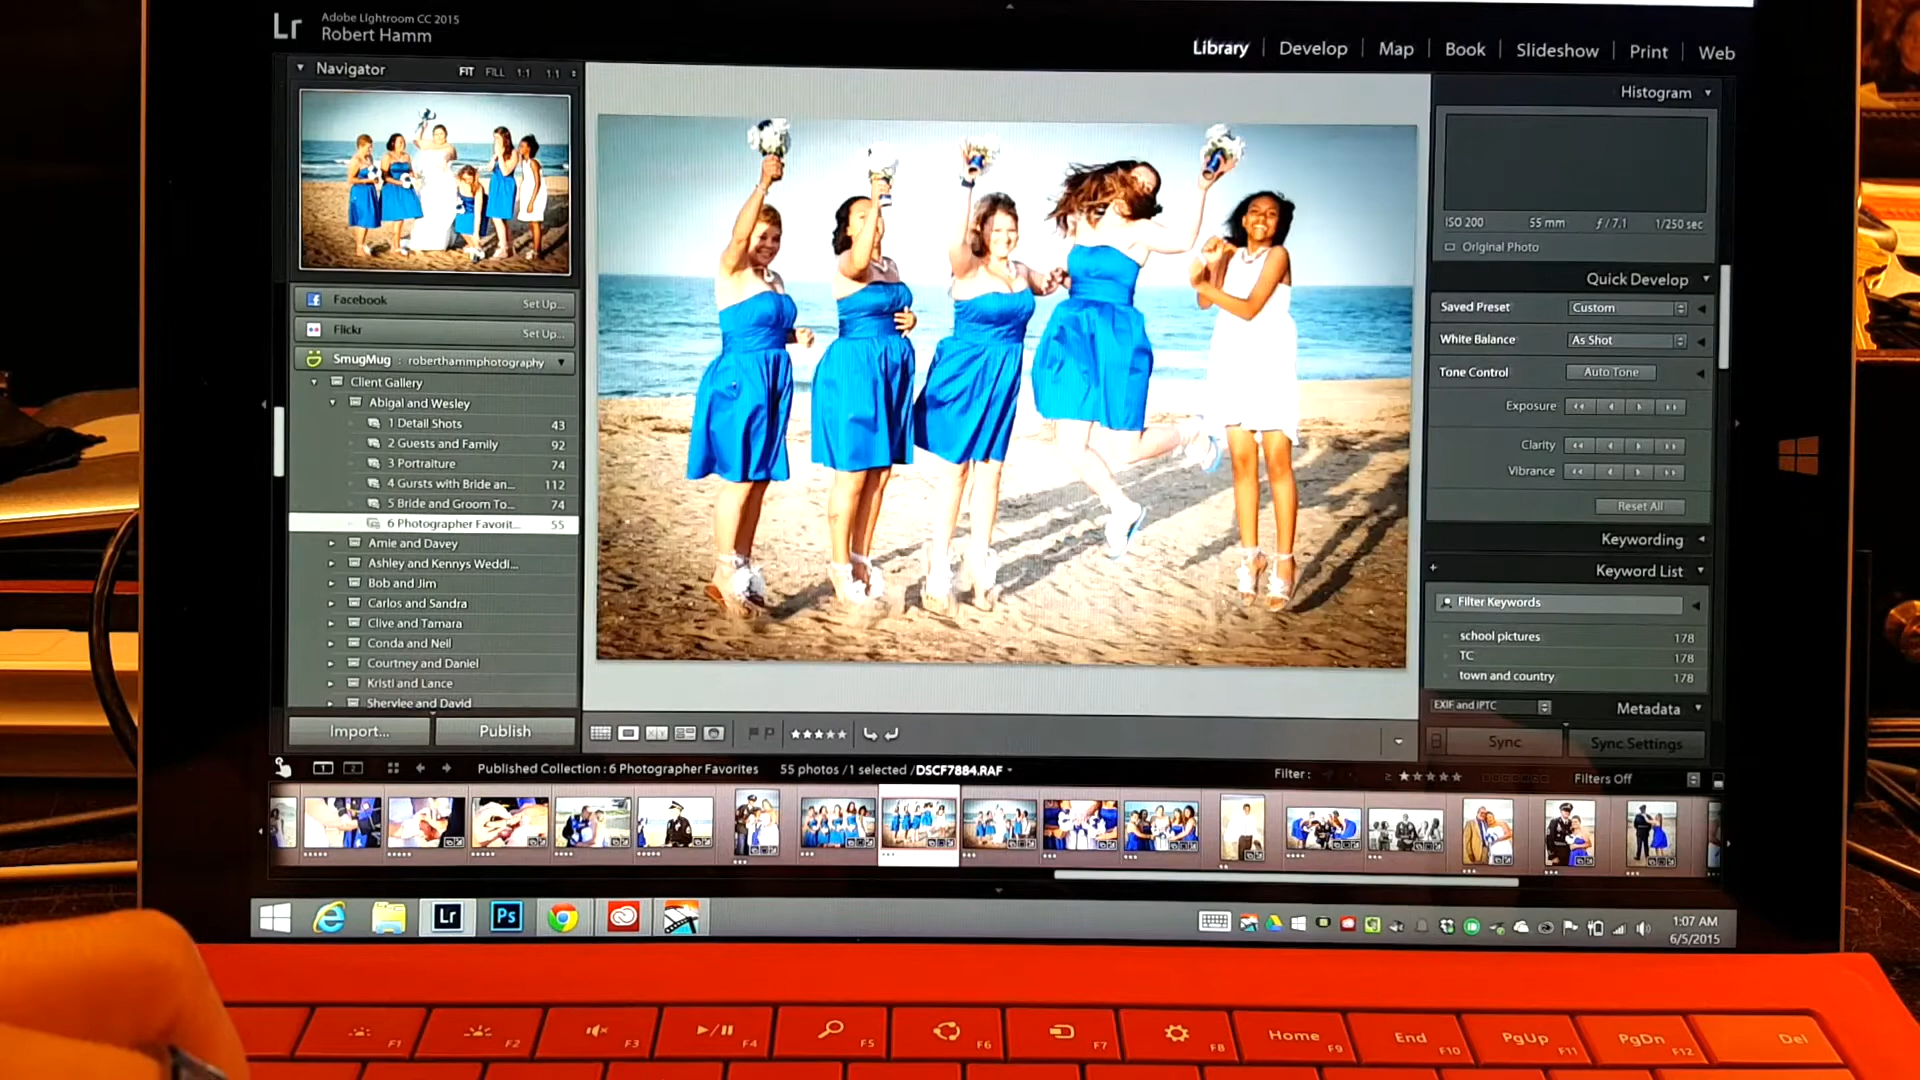 Lr Adobe Lightroom CC 2015
Robert Hamm
Library Develop Map Book Slideshow Print Web
Navigator FIT FILL 1:1 1:1
Histogram
ISO 200 55 mm ƒ / 7.1 1/250 sec
Original Photo
Quick Develop
Saved Preset Custom
White Balance As Shot
Tone Control Auto Tone
Exposure
Clarity
Vibrance
Reset All
Keywording
Keyword List
Filter Keywords
school pictures 178
TC 178
town and country 178
EXIF and IPTC Metadata
Sync Sync Settings
Facebook Set Up...
Flickr Set Up...
SmugMug : roberthammphotography
Client Gallery
Abigal and Wesley
1 Detail Shots 43
2 Guests and Family 92
3 Portraiture 74
4 Gursts with Bride an... 112
5 Bride and Groom To... 74
6 Photographer Favorit... 55
Amie and Davey
Ashley and Kennys Weddi...
Bob and Jim
Carlos and Sandra
Clive and Tamara
Conda and Neil
Courtney and Daniel
Kristi and Lance
Shervlee and David
Import... Publish
1 2 Published Collection : 6 Photographer Favorites 55 photos /1 selected /DSCF7884.RAF Filter : Filters Off
Lr Ps
1:07 AM
6/5/2015
F1 F2 F3 F4 F5 F6 F7 F8 Home F9 End F10 PgUp F11 PgDn F12 Del